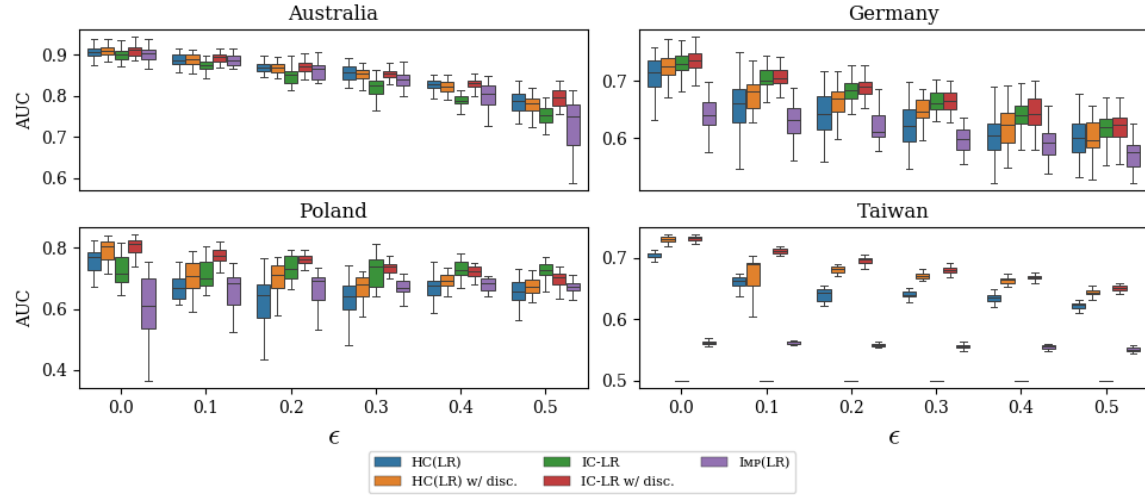 Australia
Germany
AUC
0.9
0.8
0.7
0.6
0.7
0.6
Poland
Taiwan
AUC
0.8
0.6
0.4
0.7
0.6
0.5
0.0 0.1 0.2 0.3 0.4 0.5
0.0 0.1 0.2 0.3 0.4 0.5
ϵ
ϵ
HC(LR) IC-LR IMP(LR)
HC(LR) w/ disc. IC-LR w/ disc.